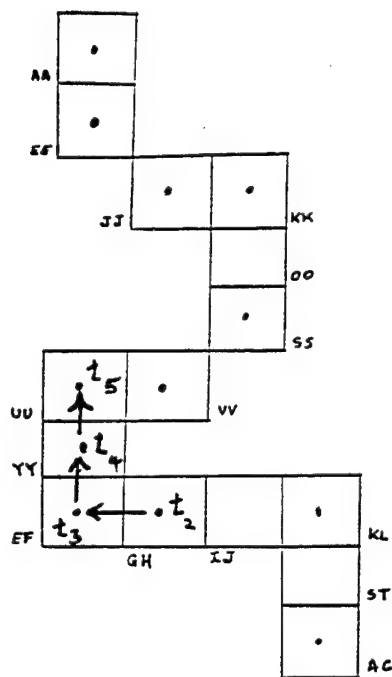 AA
EE
JJ KK
OO
SS
t5
UU VV
t4
YY
t3 t2
EF KL
GH IJ
ST
AC